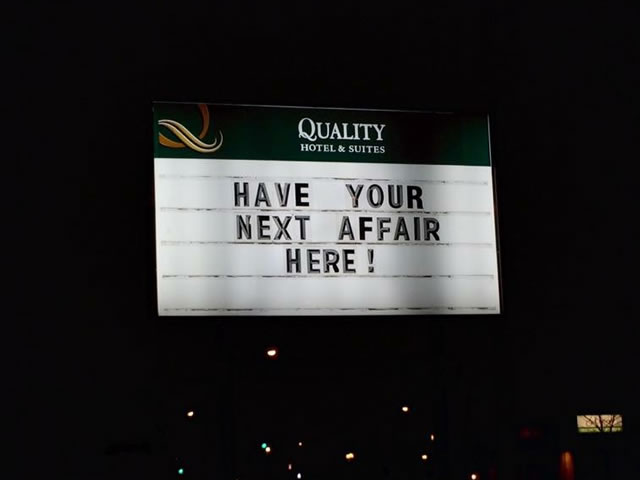 QUALITY
HOTEL & SUITES
HAVE YOUR
NEXT AFFAIR
HERE!